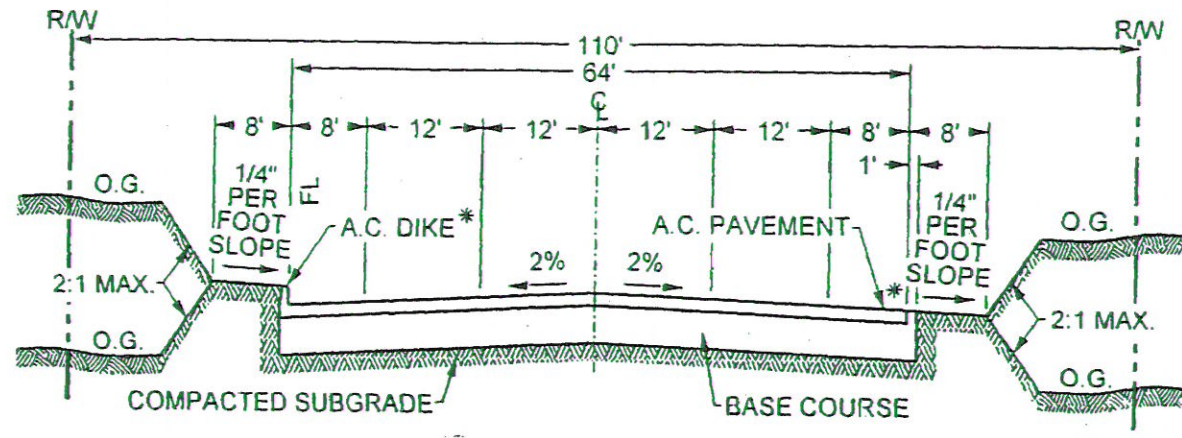 R/W
R/W
110'
64'
℄
8'
8'
12'
12'
12'
12'
8'
8'
1'
1/4"
PER
FOOT
SLOPE
FL
O.G.
A.C. DIKE*
A.C. PAVEMENT
*
1/4"
PER
FOOT
SLOPE
O.G.
2%
2%
2:1 MAX.
2:1 MAX.
O.G.
O.G.
COMPACTED SUBGRADE
BASE COURSE